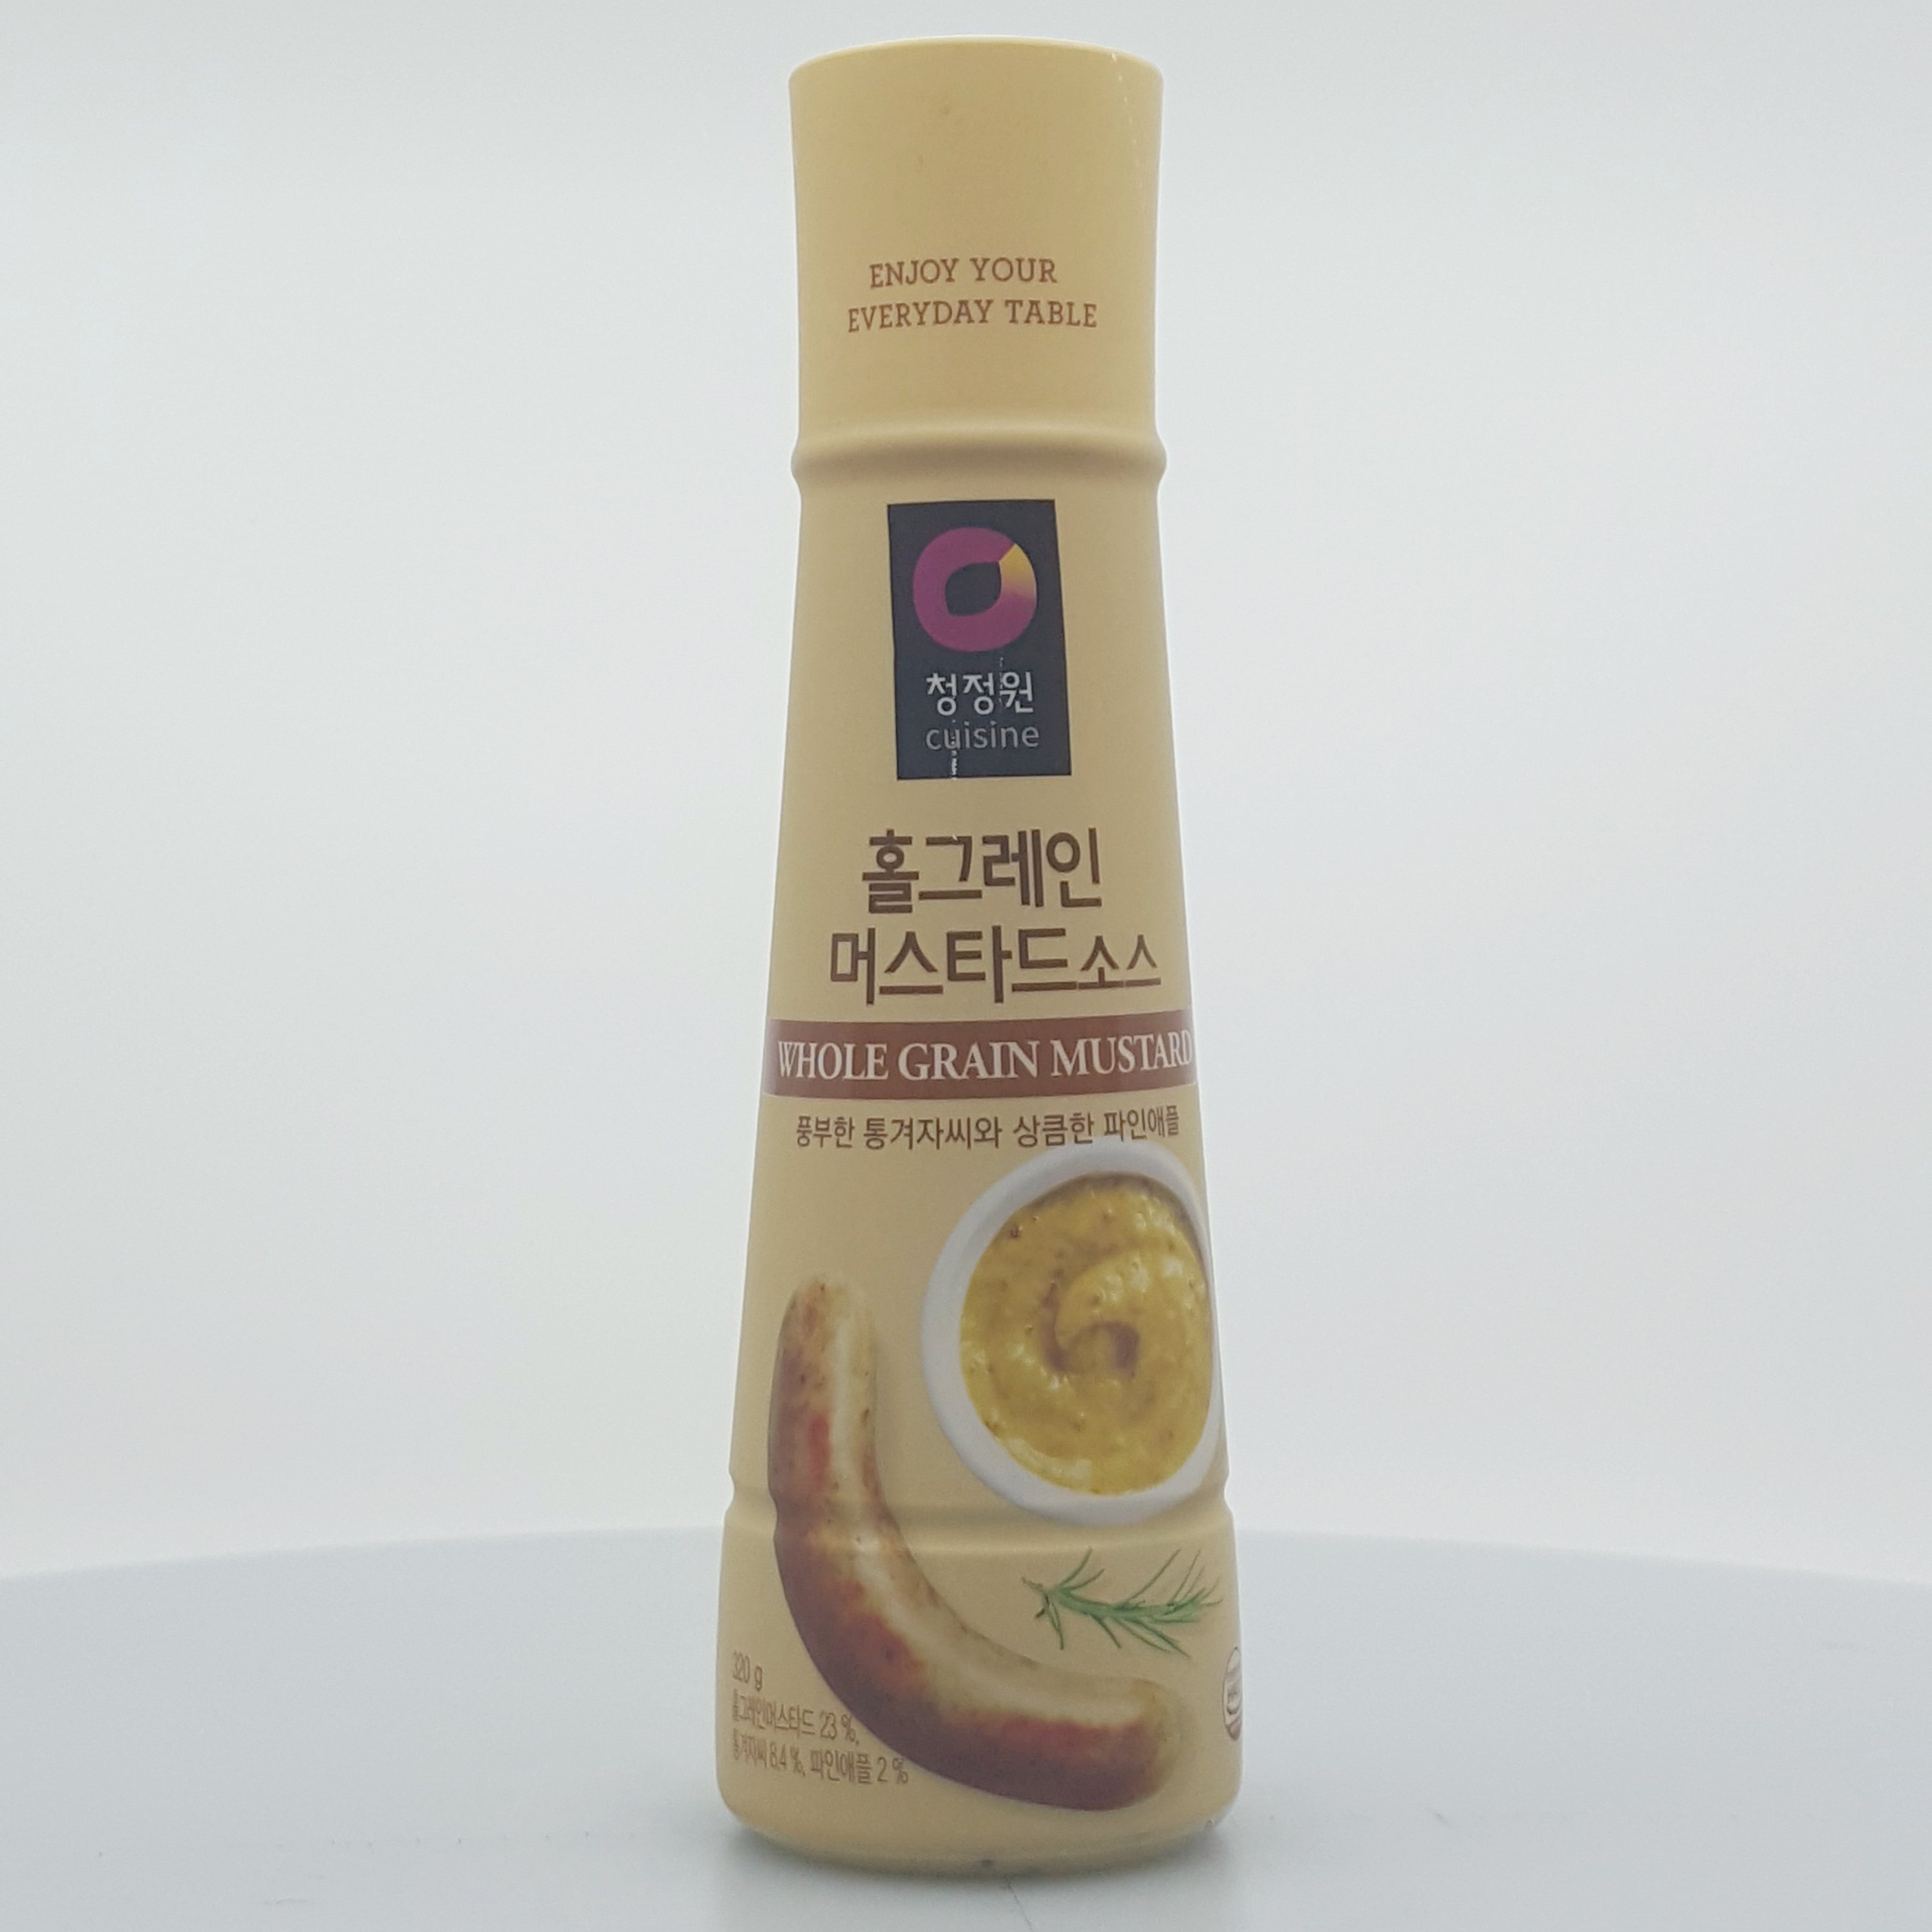 ENJOY YOUR
EVERYDAY TABLE
청정원
cuisine
홀그레인
머스타드소스
WHOLE GRAIN MUSTARD
풍부한 통겨자씨와 상큼한 파인애플
320 g
홀그레인머스타드 23 %,
통겨자씨 8.4 %, 파인애플 2 %